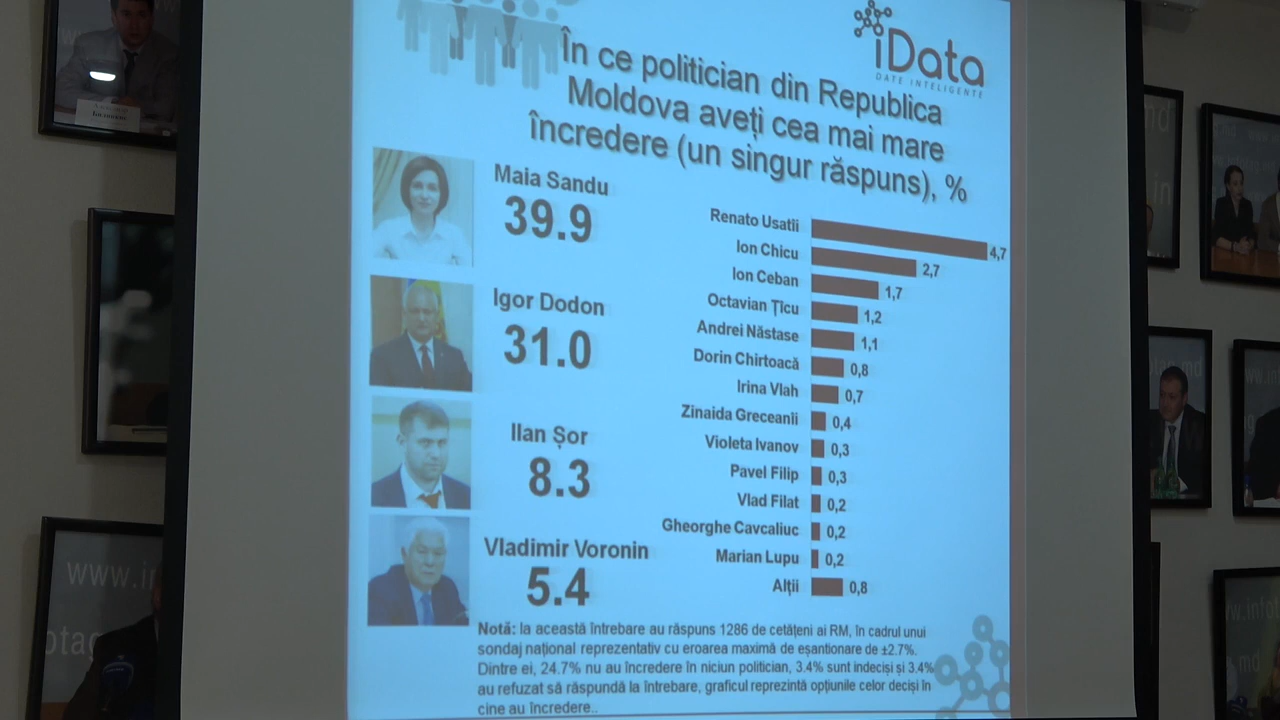 iData
DATE INTELIGENTE
În ce politician din Republica
Moldova aveți cea mai mare
încredere (un singur răspuns), %
Maia Sandu
39.9
Igor Dodon
31.0
Ilan Șor
8.3
Vladimir Voronin
5.4
Renato Usatîi 4,7
Ion Chicu 2,7
Ion Ceban 1,7
Octavian Țîcu 1,2
Andrei Năstase 1,1
Dorin Chirtoacă 0,8
Irina Vlah 0,7
Zinaida Greceanîi 0,4
Violeta Ivanov 0,3
Pavel Filip 0,3
Vlad Filat 0,2
Gheorghe Cavcaliuc 0,2
Marian Lupu 0,2
Alții 0,8
Notă: la această întrebare au răspuns 1286 de cetățeni ai RM, în cadrul unui
sondaj național reprezentativ cu eroarea maximă de eșantionare de ±2.7%.
Dintre ei, 24.7% nu au încredere în niciun politician, 3.4% sunt indeciși și 3.4%
au refuzat să răspundă la întrebare, graficul reprezintă opțiunile celor deciși în
cine au încredere..
www.inf